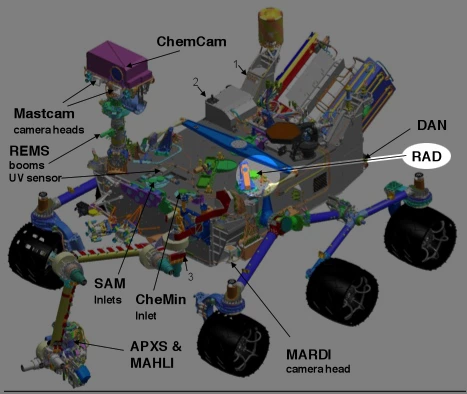 ChemCam
1
2
Mastcam
camera heads
DAN
REMS
booms
UV sensor
RAD
SAM
Inlets
CheMin
Inlet
3
APXS &
MAHLI
MARDI
camera head